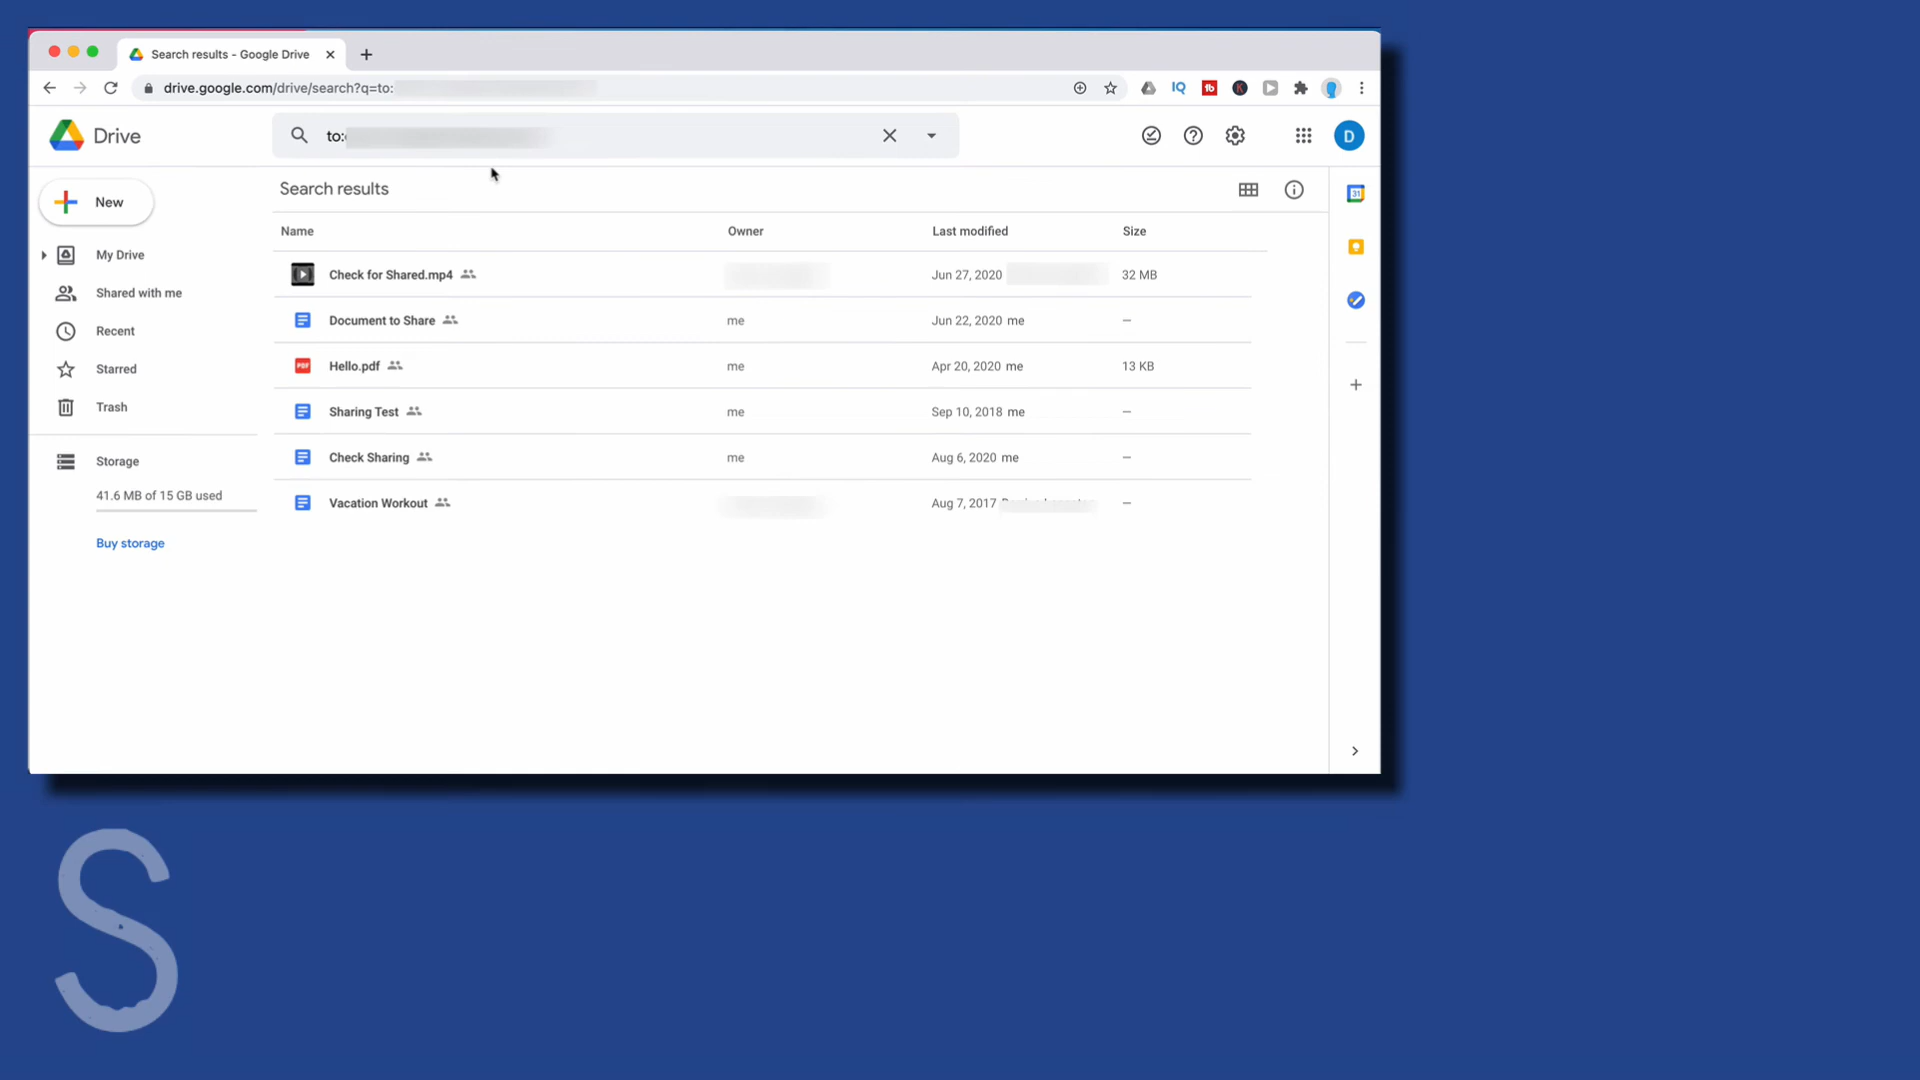 Search results - Google Drive
drive.google.com/drive/search?q=to:
IQ
Drive
to:
D
New
Search results
31
Name Owner Last modified Size
My Drive
Check for Shared.mp4 Jun 27, 2020 32 MB
Shared with me
Document to Share me Jun 22, 2020 me —
Recent
PDF Hello.pdf me Apr 20, 2020 me 13 KB
Starred
Sharing Test me Sep 10, 2018 me —
Trash
Check Sharing me Aug 6, 2020 me —
Storage
41.6 MB of 15 GB used
Vacation Workout Aug 7, 2017 —
Buy storage
S